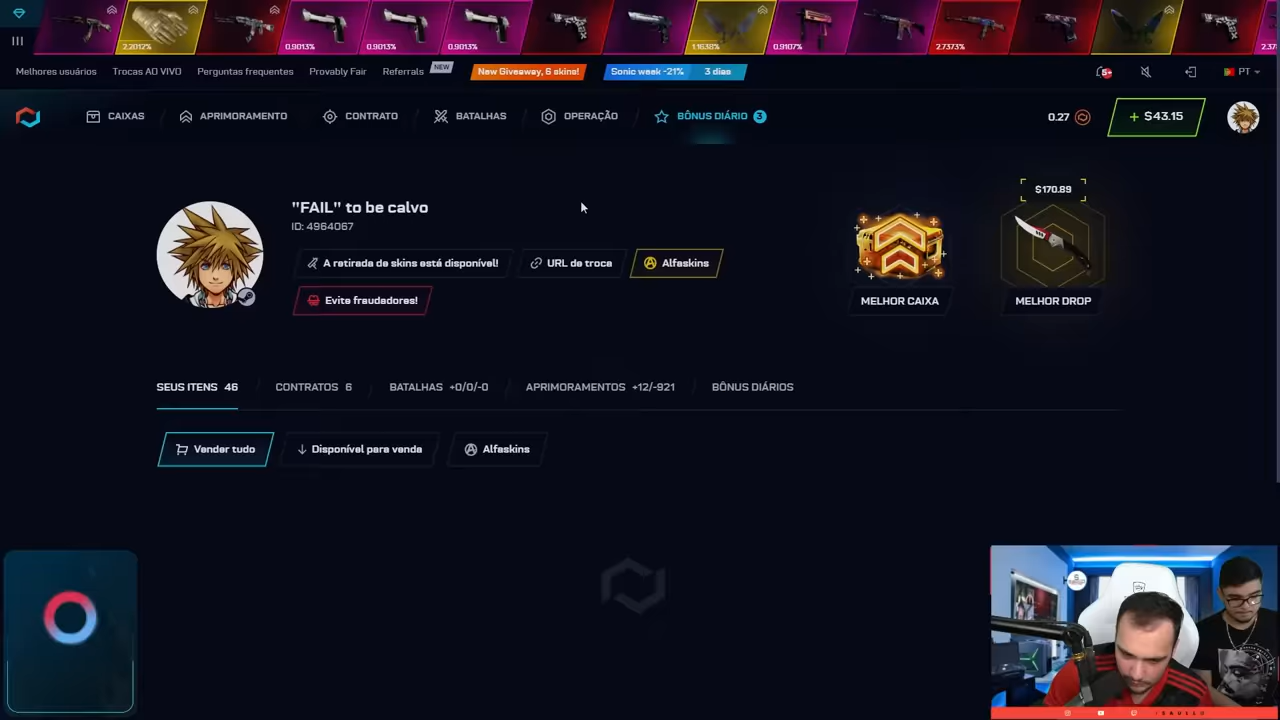 2.2012%
0.9013%
0.9013%
0.9013%
1.1638%
0.9107%
2.7373%
Melhores usuários
Trocas AO VIVO
Perguntas frequentes
Provably Fair
Referrals
NEW
New Giveaway, 6 skins!
Sonic week -21%
3 dias
5+
PT
CAIXAS
APRIMORAMENTO
CONTRATO
BATALHAS
OPERAÇÃO
BÔNUS DIÁRIO 3
0.27
+ $43.15
"FAIL" to be calvo
ID: 4964067
A retirada de skins está disponível!
URL de troca
Alfaskins
Evite fraudadores!
$170.89
MELHOR CAIXA
MELHOR DROP
SEUS ITENS 46
CONTRATOS 6
BATALHAS +0/0/-0
APRIMORAMENTOS +12/-921
BÔNUS DIÁRIOS
Vender tudo
Disponível para venda
Alfaskins